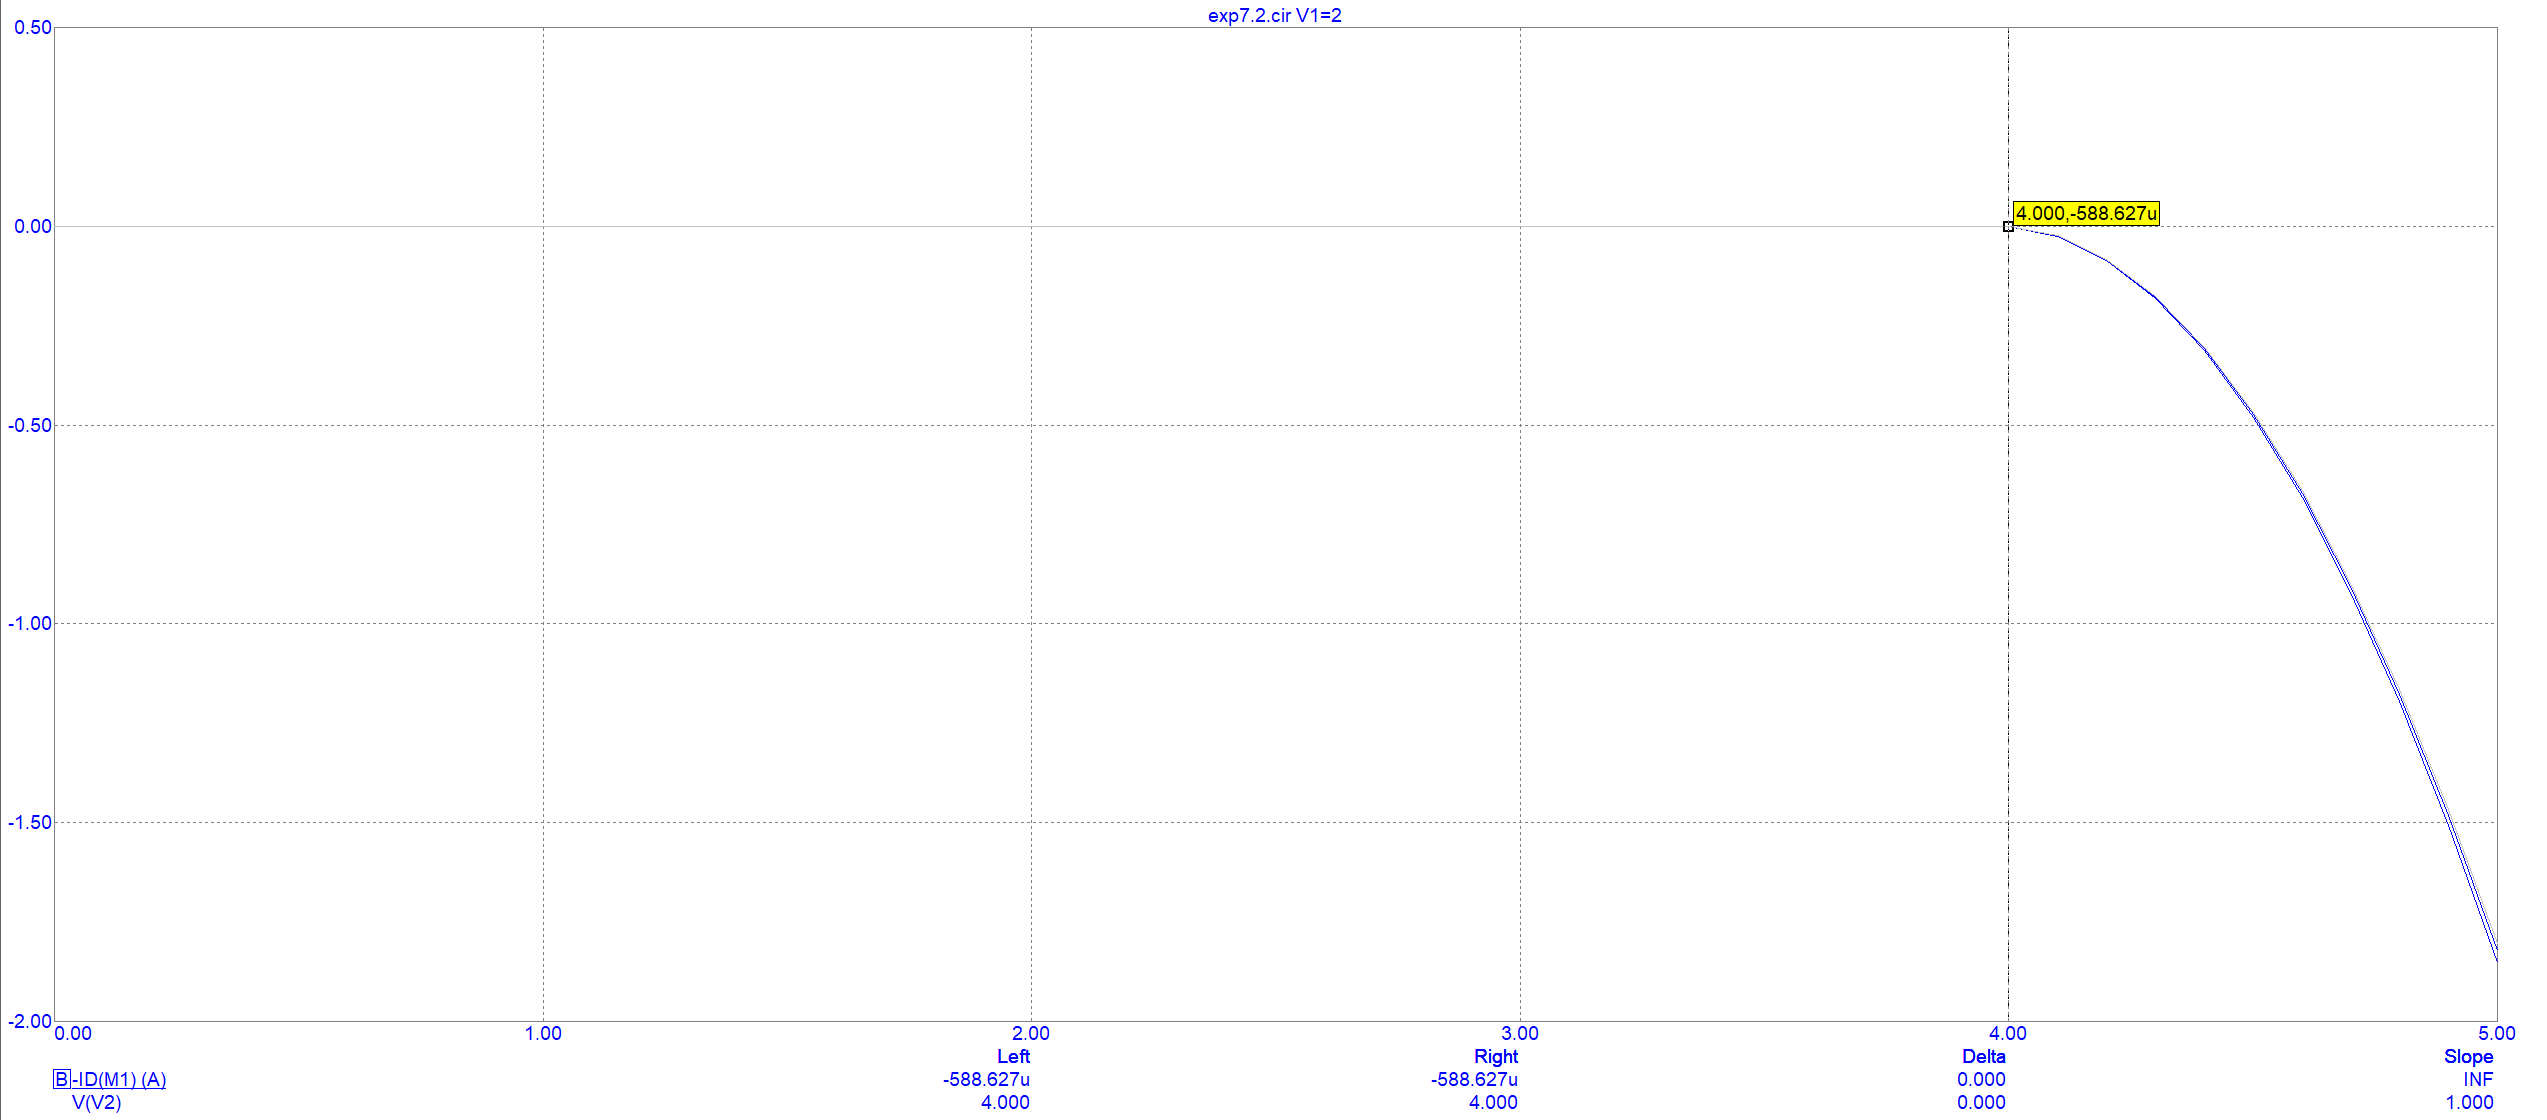 exp7.2.cir V1=2
0.50
0.00
4.000,-588.627u
-0.50
-1.00
-1.50
-2.00
0.00 1.00 2.00 3.00 4.00 5.00
Left Right Delta Slope
B -ID(M1) (A) -588.627u -588.627u 0.000 INF
V(V2) 4.000 4.000 0.000 1.000